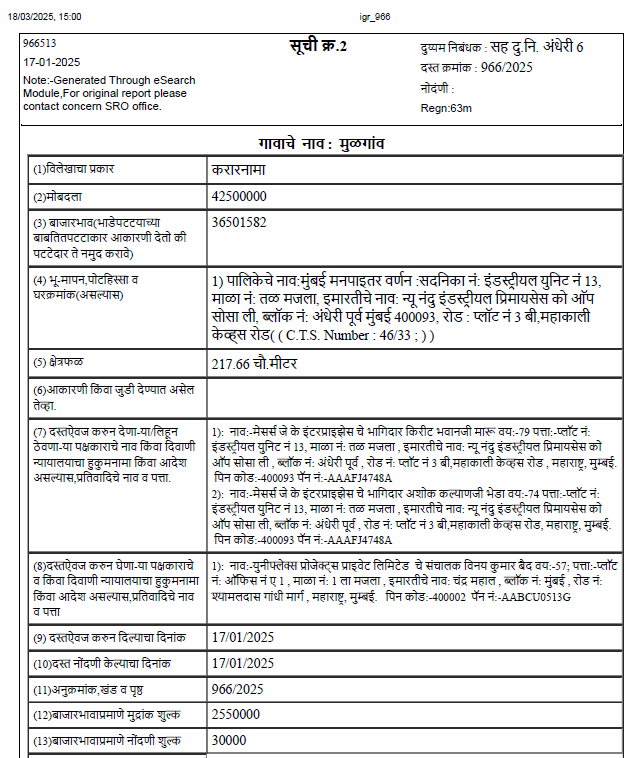 18/03/2025, 15:00
igr_966
966513
17-01-2025
Note:-Generated Through eSearch
Module,For original report please
contact concern SRO office.
सूची क्र.2
दुय्यम निबंधक : सह दु.नि. अंधेरी 6
दस्त क्रमांक : 966/2025
नोदंणी :
Regn:63m
गावाचे नाव : मुळगांव
(1)विलेखाचा प्रकार
करारनामा
(2)मोबदला
42500000
(3) बाजारभाव(भाडेपटटयाच्या
बाबतितपटटाकार आकारणी देतो की
पटटेदार ते नमुद करावे)
36501582
(4) भू-मापन,पोटहिस्सा व
घरक्रमांक(असल्यास)
1) पालिकेचे नाव:मुंबई मनपाइतर वर्णन :सदनिका नं: इंडस्ट्रीयल युनिट नं 13,
माळा नं: तळ मजला, इमारतीचे नाव: न्यू नंदु इंडस्ट्रीयल प्रिमायसेस को ऑप
सोसा ली, ब्लॉक नं: अंधेरी पूर्व मुंबई 400093, रोड : प्लॉट नं 3 बी,महाकाली
केव्हस रोड( ( C.T.S. Number : 46/33 ; ) )
(5) क्षेत्रफळ
217.66 चौ.मीटर
(6)आकारणी किंवा जुडी देण्यात असेल
तेव्हा.
(7) दस्तऐवज करुन देणा-या/लिहून
ठेवणा-या पक्षकाराचे नाव किंवा दिवाणी
न्यायालयाचा हुकुमनामा किंवा आदेश
असल्यास,प्रतिवादिचे नाव व पत्ता.
1): नाव:-मेसर्स जे के इंटरप्राइझेस चे भागिदार किरीट भवानजी मारू वय:-79 पत्ता:-प्लॉट नं:
इंडस्ट्रीयल युनिट नं 13, माळा नं: तळ मजला , इमारतीचे नाव: न्यू नंदु इंडस्ट्रीयल प्रिमायसेस को
ऑप सोसा ली , ब्लॉक नं: अंधेरी पूर्व , रोड नं: प्लॉट नं 3 बी,महाकाली केव्हस रोड , महाराष्ट्र, मुम्बई.
पिन कोड:-400093 पॅन नं:-AAAFJ4748A
2): नाव:-मेसर्स जे के इंटरप्राइझेस चे भागिदार अशोक कल्याणजी भेडा वय:-74 पत्ता:-प्लॉट नं:
इंडस्ट्रीयल युनिट नं 13, माळा नं: तळ मजला , इमारतीचे नाव: न्यू नंदु इंडस्ट्रीयल प्रिमायसेस को
ऑप सोसा ली, ब्लॉक नं: अंधेरी पूर्व , रोड नं: प्लॉट नं 3 बी,महाकाली केव्हस रोड, महाराष्ट्र, मुम्बई.
पिन कोड:-400093 पॅन नं:-AAAFJ4748A
(8)दस्तऐवज करुन घेणा-या पक्षकाराचे
व किंवा दिवाणी न्यायालयाचा हुकुमनामा
किंवा आदेश असल्यास,प्रतिवादिचे नाव
व पत्ता
1): नाव:-युनीफ्लेक्स प्रोजेक्ट्स प्राइवेट लिमिटेड चे संचालक विनय कुमार बैद वय:-57; पत्ता:-प्लॉट
नं: ऑफिस नं ए 1 , माळा नं: 1 ला मजला , इमारतीचे नाव: चंद्र महाल , ब्लॉक नं: मुंबई , रोड नं:
श्यामलदास गांधी मार्ग , महाराष्ट्र, मुम्बई. पिन कोड:-400002 पॅन नं:-AABCU0513G
(9) दस्तऐवज करुन दिल्याचा दिनांक
17/01/2025
(10)दस्त नोंदणी केल्याचा दिनांक
17/01/2025
(11)अनुक्रमांक,खंड व पृष्ठ
966/2025
(12)बाजारभावाप्रमाणे मुद्रांक शुल्क
2550000
(13)बाजारभावाप्रमाणे नोंदणी शुल्क
30000